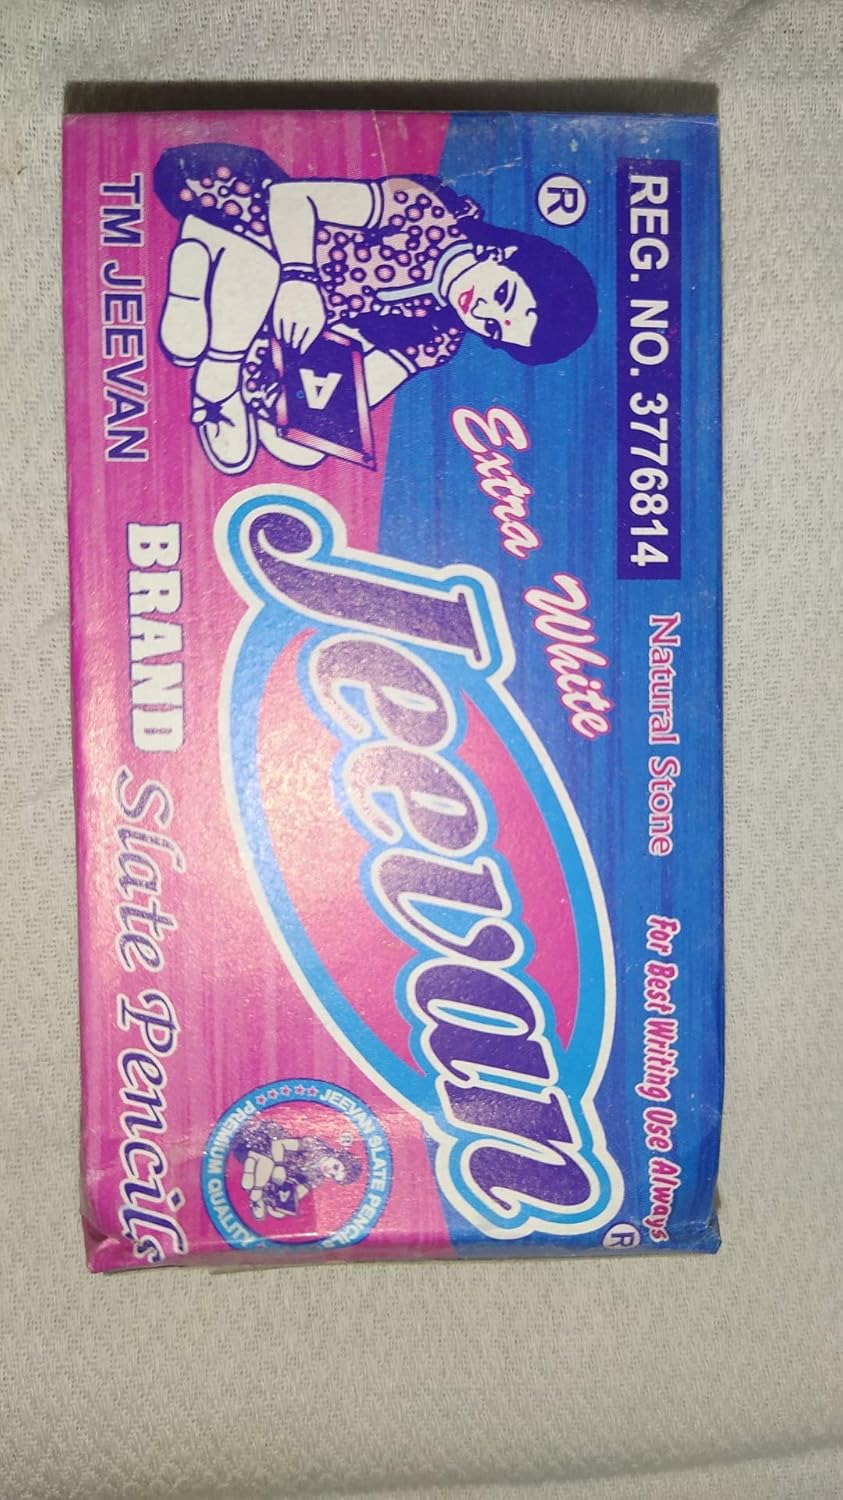 REG. NO. 3776814
Natural Stone
For Best Writing Use Always
®
Extra White
A
Jeevan
®
TM JEEVAN
BRAND
Slate Pencils
JEEVAN SLATE PENCILS
®
A
PREMIUM QUALITY